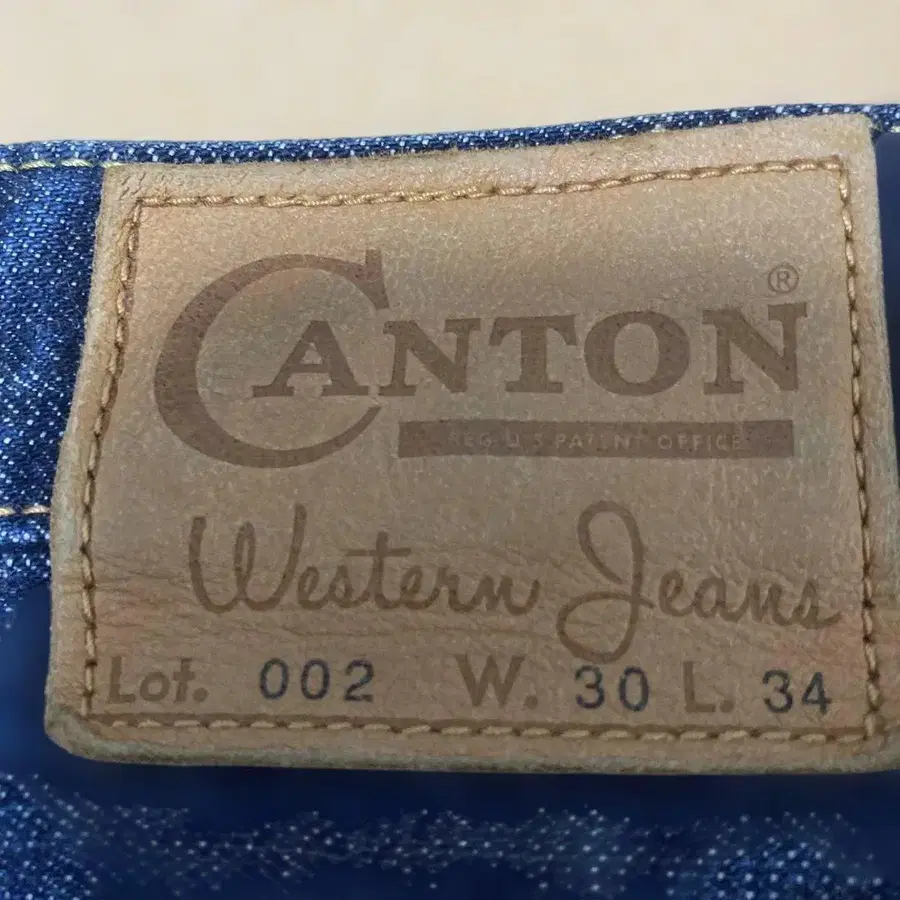 CANTON ®
REG U S PATENT OFFICE
Western Jeans
Lot. 002 W. 30 L. 34